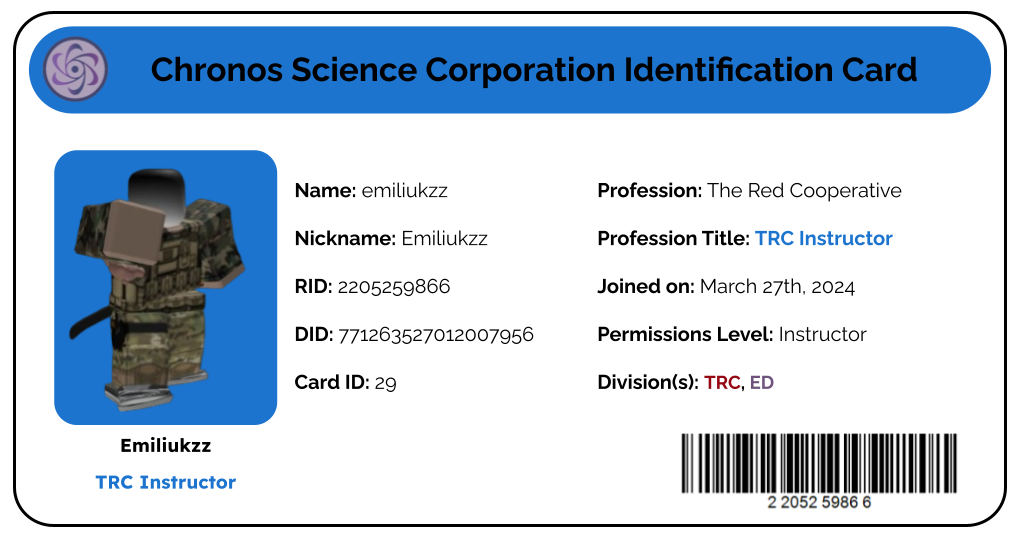 Chronos Science Corporation Identification Card
Name: emiliukzz
Nickname: Emiliukzz
RID: 2205259866
DID: 771263527012007956
Card ID: 29
Profession: The Red Cooperative
Profession Title: TRC Instructor
Joined on: March 27th, 2024
Permissions Level: Instructor
Division(s): TRC, ED
Emiliukzz
TRC Instructor
2 2052 5986 6